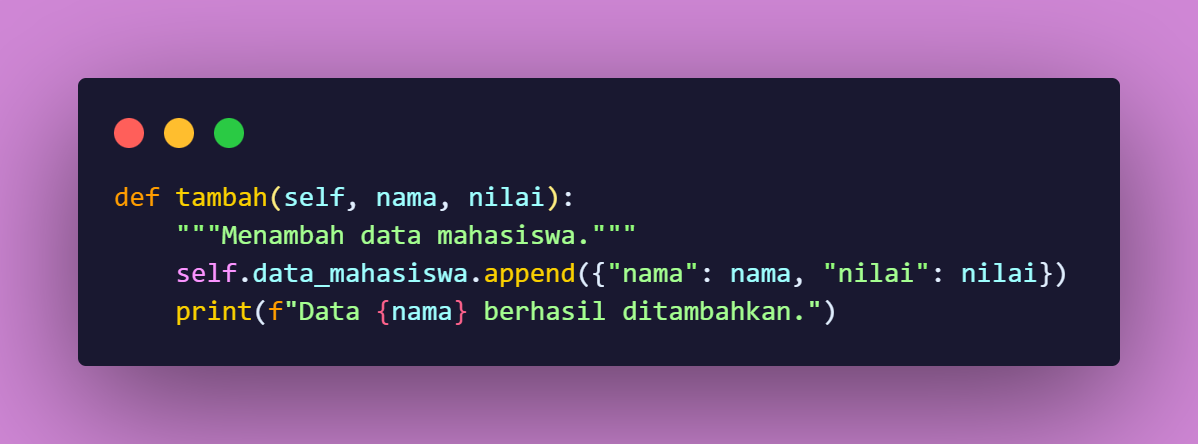 def tambah(self, nama, nilai):
    """Menambah data mahasiswa."""
    self.data_mahasiswa.append({"nama": nama, "nilai": nilai})
    print(f"Data {nama} berhasil ditambahkan.")